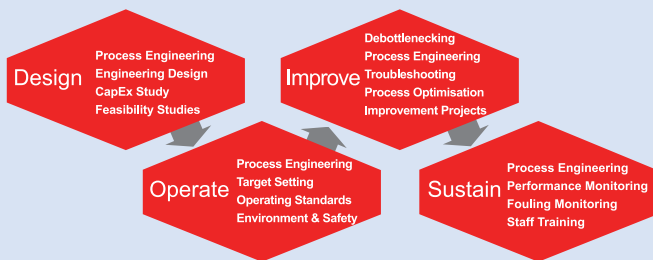 Design
Process Engineering
Engineering Design
CapEx Study
Feasibility Studies
Operate
Process Engineering
Target Setting
Operating Standards
Environment & Safety
Improve
Debottlenecking
Process Engineering
Troubleshooting
Process Optimisation
Improvement Projects
Sustain
Process Engineering
Performance Monitoring
Fouling Monitoring
Staff Training